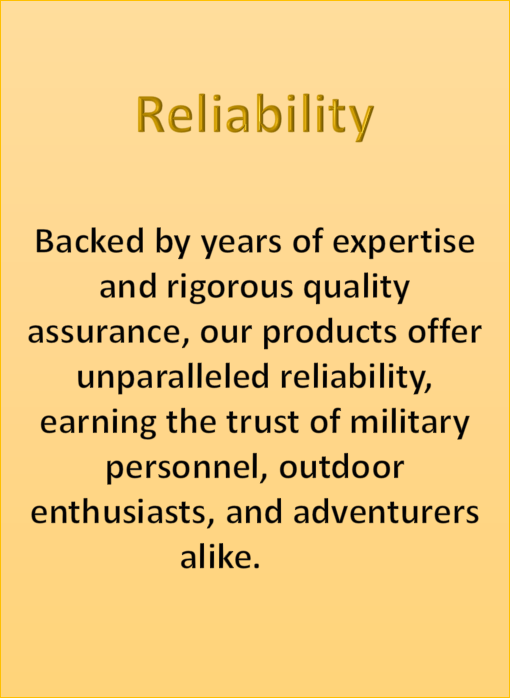 Reliability
Backed by years of expertise
and rigorous quality
assurance, our products offer
unparalleled reliability,
earning the trust of military
personnel, outdoor
enthusiasts, and adventurers
alike.